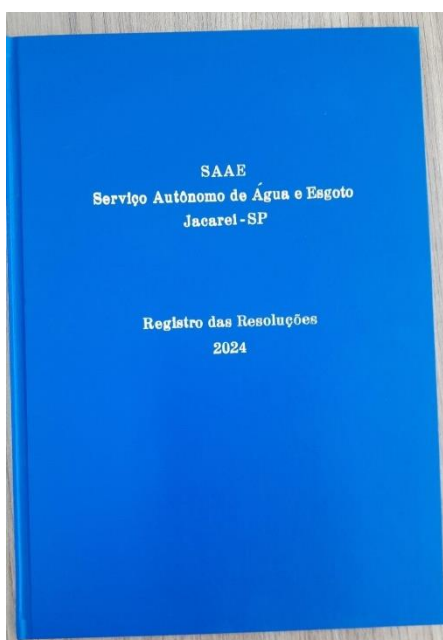 SAAE
Serviço Autônomo de Água e Esgoto
Jacareí-SP
Registro das Resoluções
2024